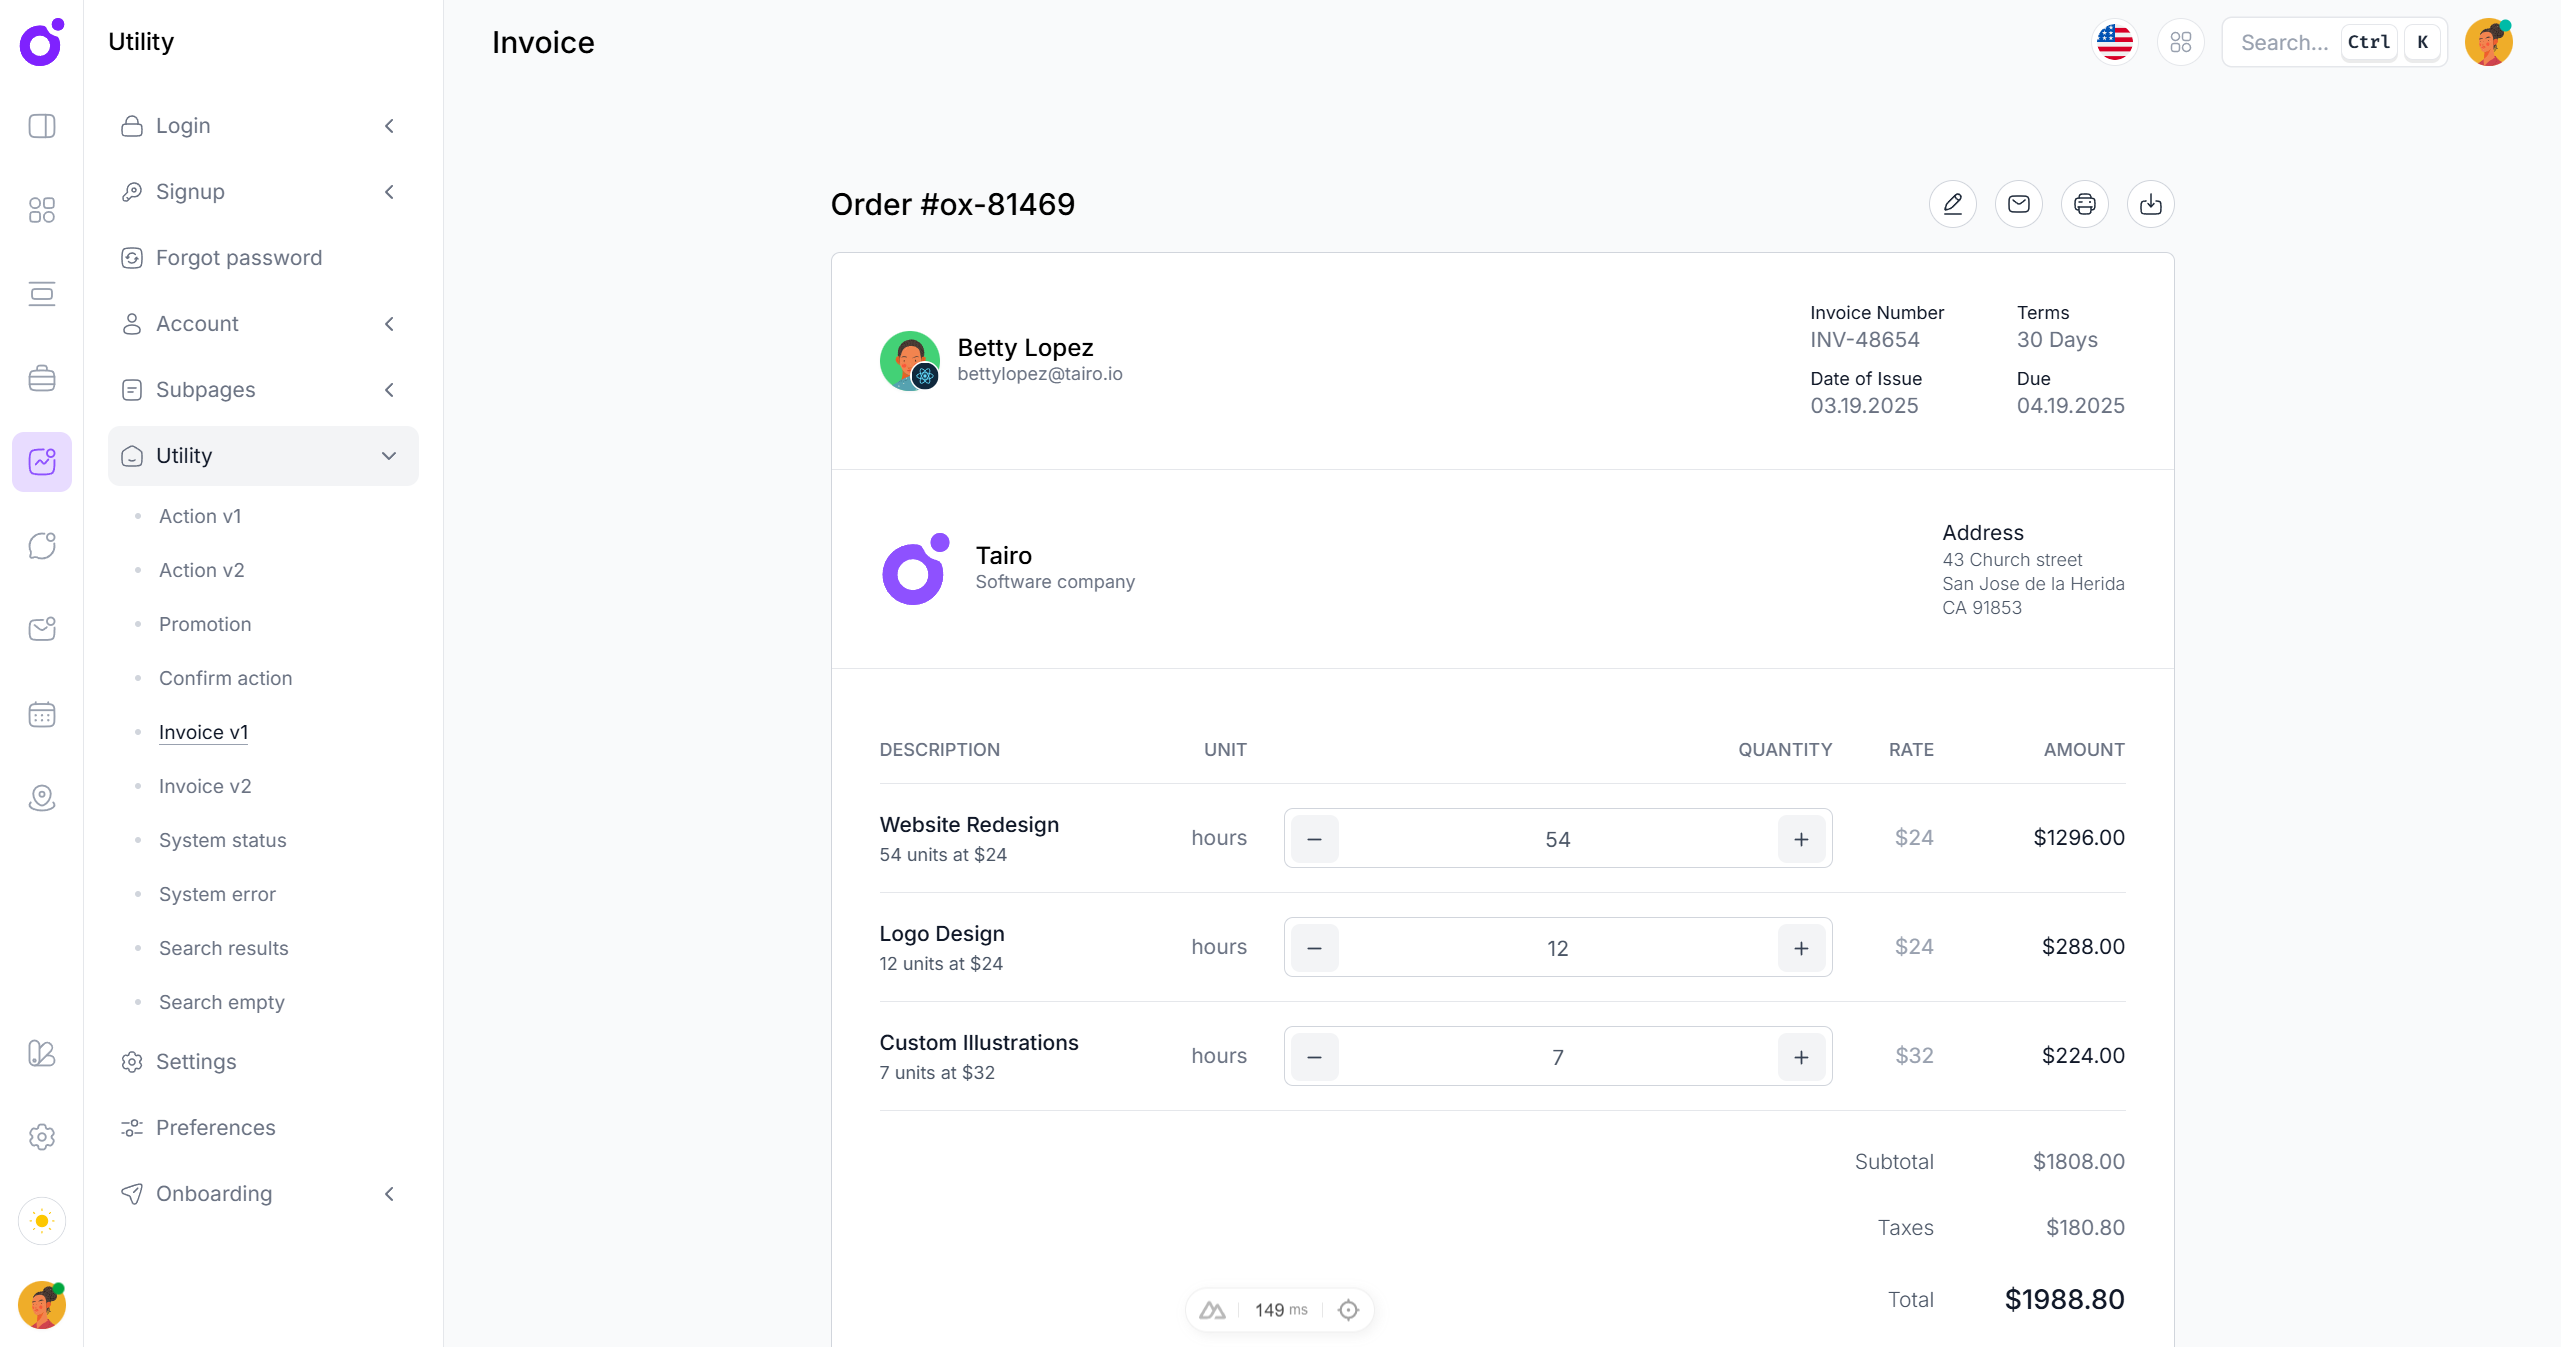 Utility
Login
Signup
Forgot password
Account
Subpages
Utility
Action v1
Action v2
Promotion
Confirm action
Invoice v1
Invoice v2
System status
System error
Search results
Search empty
Settings
Preferences
Onboarding
Invoice
Search... Ctrl K
Order #ox-81469
Betty Lopez
bettylopez@tairo.io
Invoice Number
INV-48654
Terms
30 Days
Date of Issue
03.19.2025
Due
04.19.2025
Tairo
Software company
Address
43 Church street
San Jose de la Herida
CA 91853
DESCRIPTION UNIT QUANTITY RATE AMOUNT
Website Redesign
54 units at $24
hours 54 $24 $1296.00
Logo Design
12 units at $24
hours 12 $24 $288.00
Custom Illustrations
7 units at $32
hours 7 $32 $224.00
Subtotal $1808.00
Taxes $180.80
Total $1988.80
149 ms